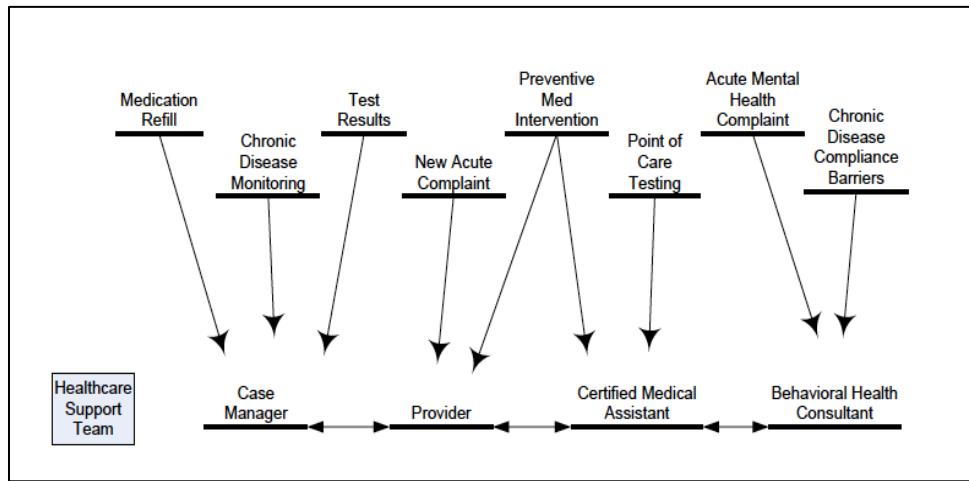 Medication
Refill
Chronic
Disease
Monitoring
Test
Results
New Acute
Complaint
Preventive
Med
Intervention
Point of
Care
Testing
Acute Mental
Health
Complaint
Chronic
Disease
Compliance
Barriers
Healthcare
Support
Team
Case
Manager
Provider
Certified Medical
Assistant
Behavioral Health
Consultant